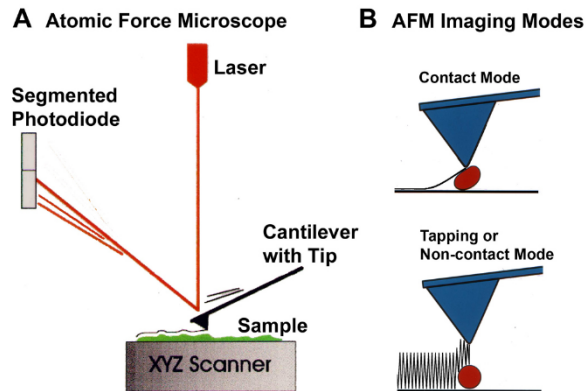 A Atomic Force Microscope
Laser
Segmented
Photodiode
Cantilever
with Tip
Sample
XYZ Scanner
B AFM Imaging Modes
Contact Mode
Tapping or
Non-contact Mode